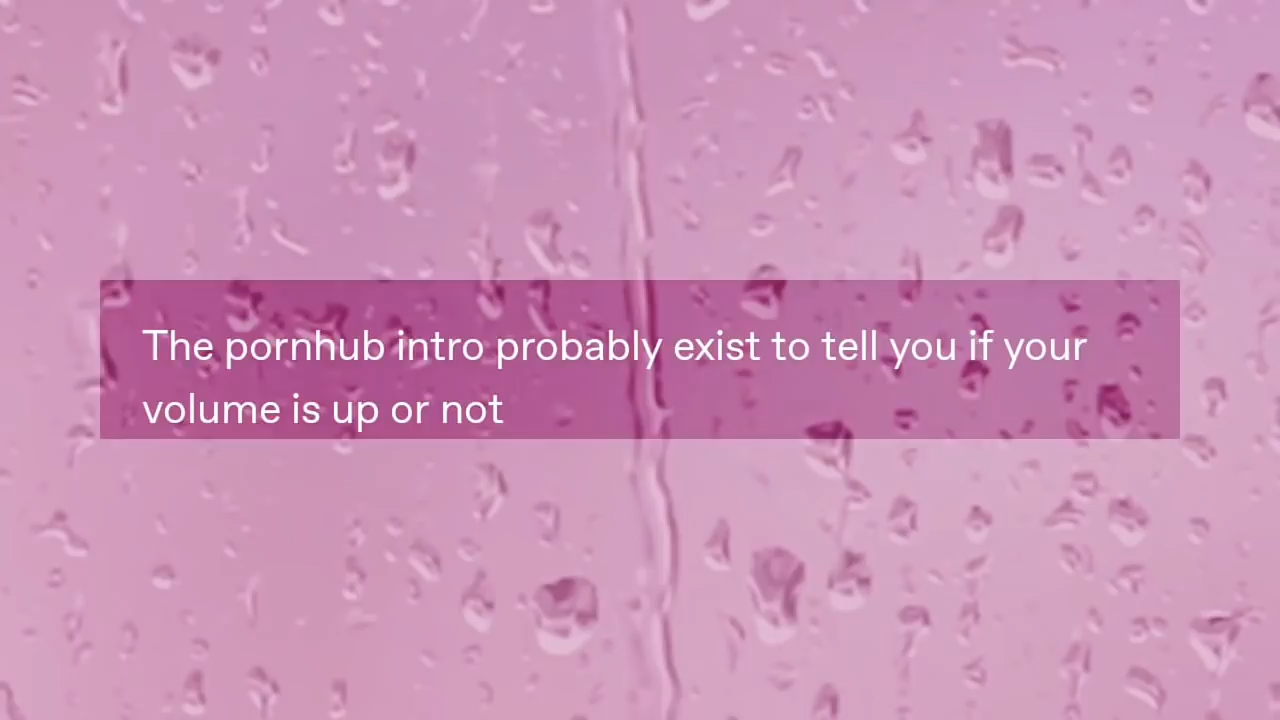 The pornhub intro probably exist to tell you if your
volume is up or not